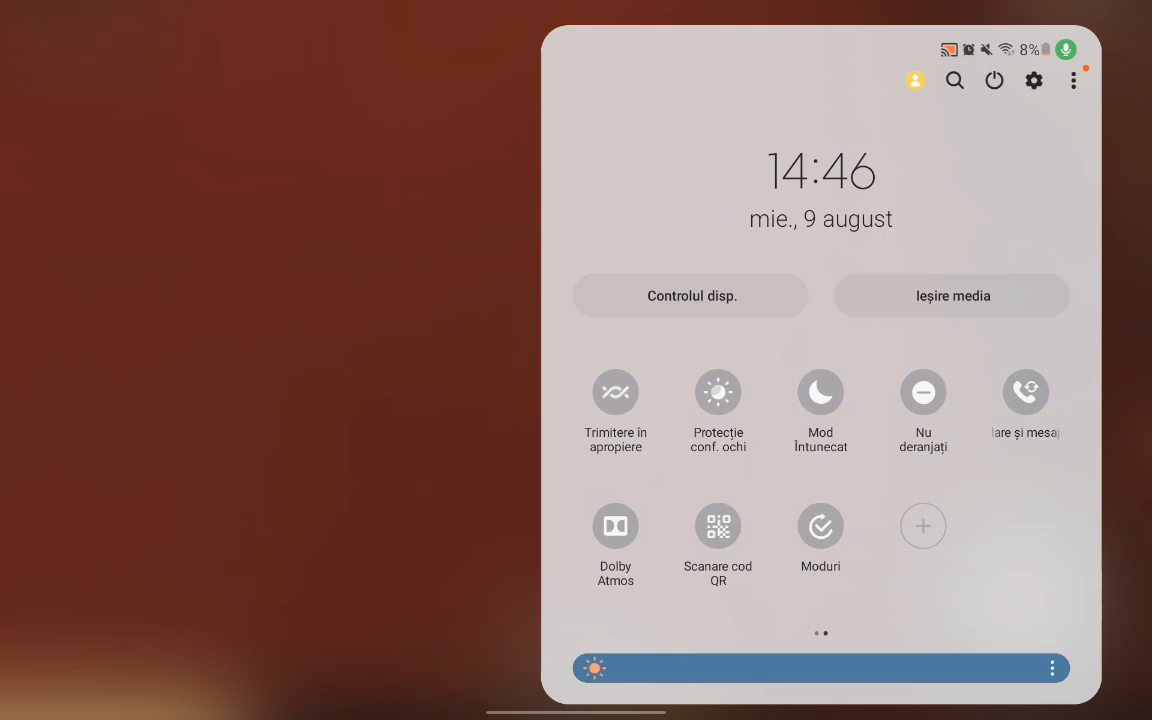 8%
14:46
mie., 9 august
Controlul disp.
Ieșire media
Trimitere în
apropiere
Protecție
conf. ochi
Mod
Întunecat
Nu
deranjați
lare și mesaj
Dolby
Atmos
Scanare cod
QR
Moduri